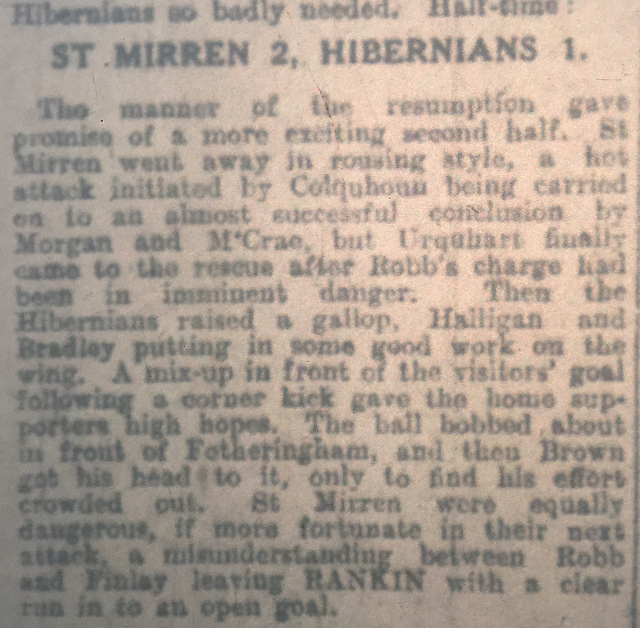 Hibernians so badly needed. Half-time:
ST MIRREN 2, HIBERNIANS 1.
The manner of the resumption gave
promise of a more exciting second half. St
Mirren went away in rousing style, a hot
attack initiated by Colquhoun being carried
on to an almost successful conclusion by
Morgan and M'Crae, but Urquhart finally
came to the rescue after Robb's charge had
been in imminent danger. Then the
Hibernians raised a gallop, Halligan and
Bradley putting in some good work on the
wing. A mix-up in front of the visitors' goal
following a corner kick gave the home sup-
porters high hopes. The ball bobbed about
in front of Fotheringham, and then Brown
got his head to it, only to find his effort
crowded out. St Mirren were equally
dangerous, if more fortunate in their next
attack, a misunderstanding between Robb
and Finlay leaving RANKIN with a clear
run in to an open goal.